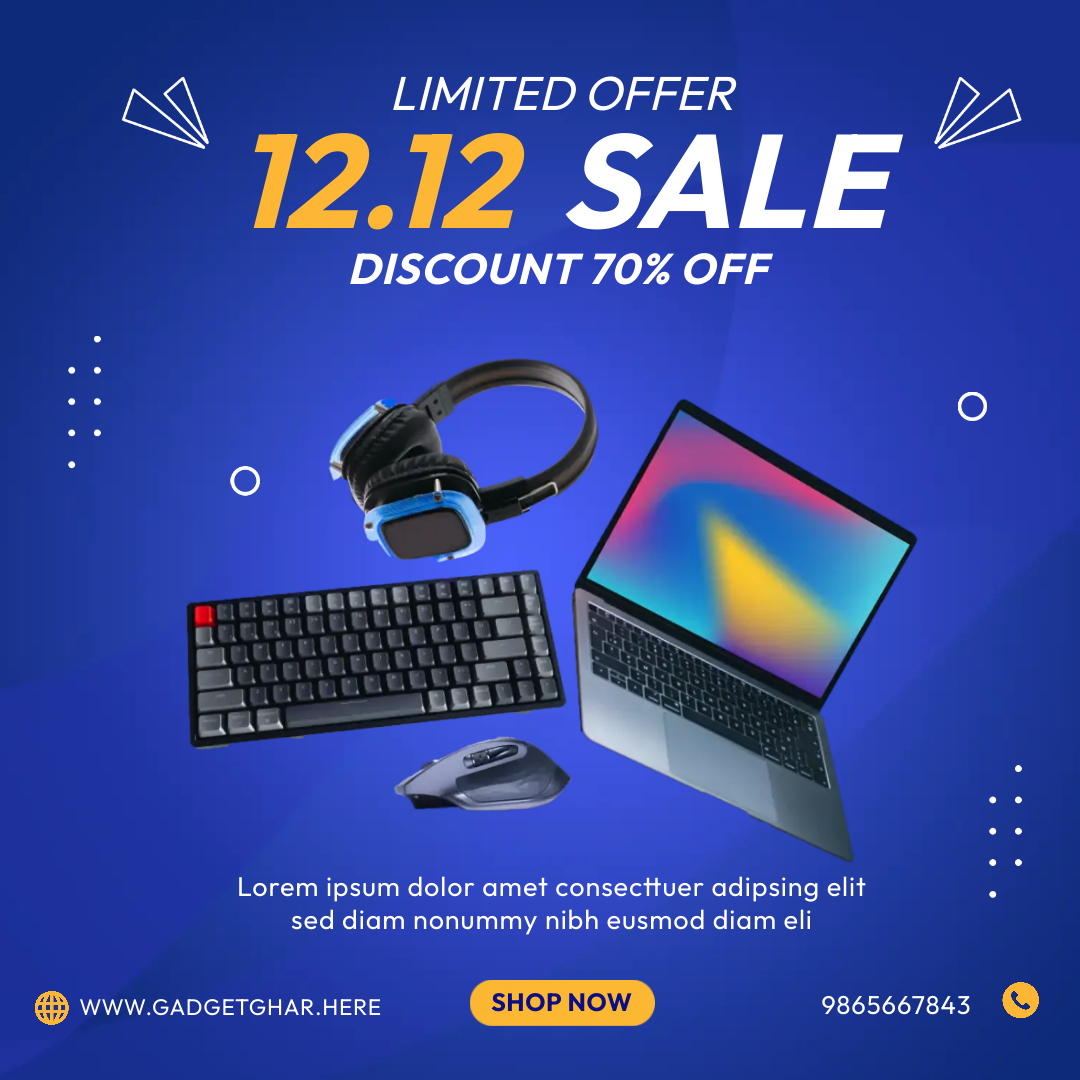 LIMITED OFFER
12.12 SALE
DISCOUNT 70% OFF
Lorem ipsum dolor amet consecttuer adipsing elit
sed diam nonummy nibh eusmod diam eli
WWW.GADGETGHAR.HERE
SHOP NOW
9865667843